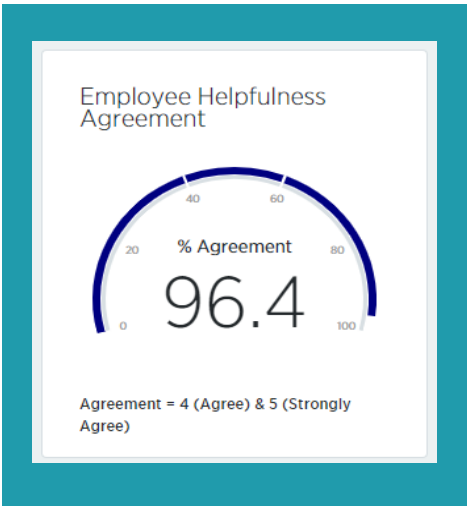 Employee Helpfulness
Agreement
40
60
20
% Agreement
80
96.4
0
100
Agreement = 4 (Agree) & 5 (Strongly
Agree)